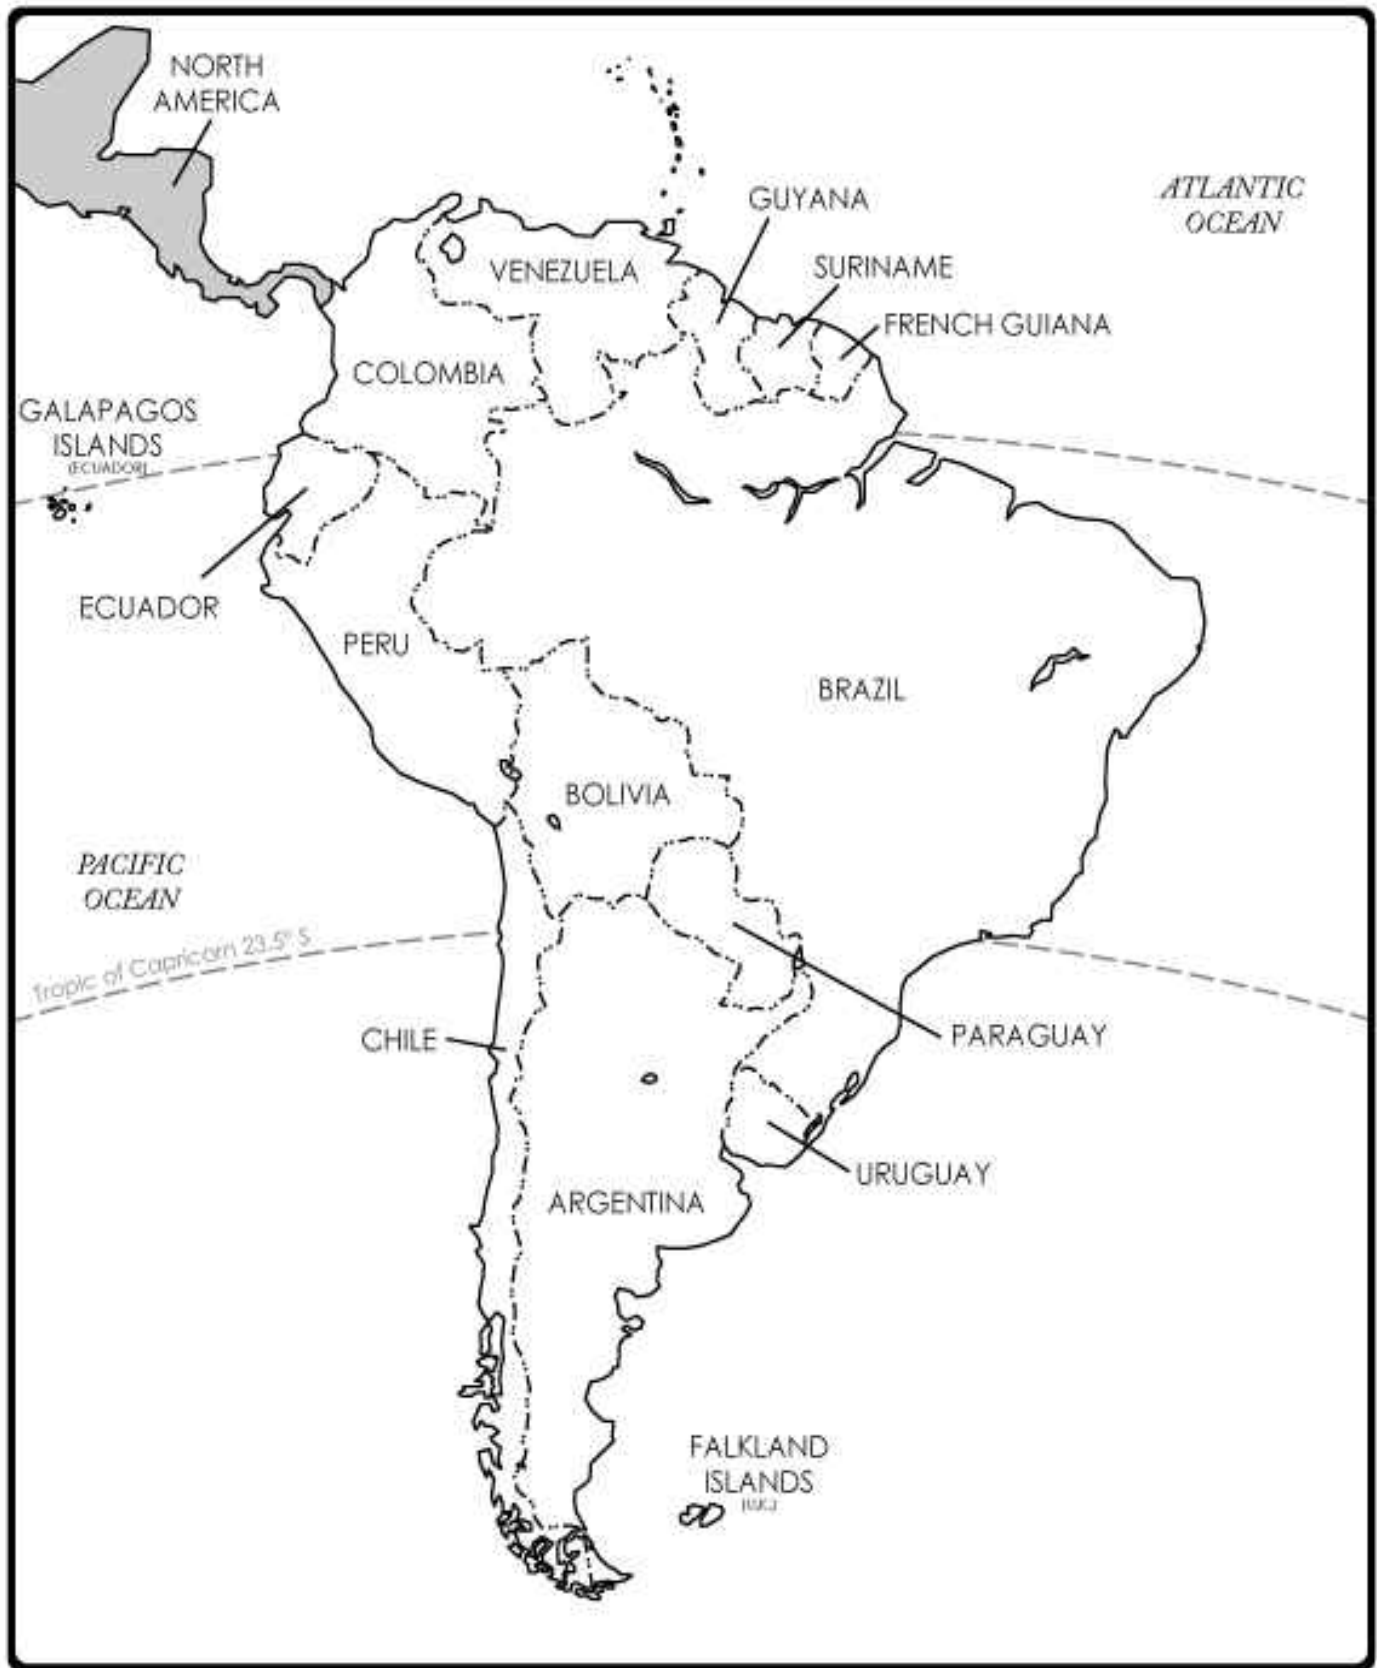 NORTH
AMERICA
ATLANTIC
OCEAN
GUYANA
VENEZUELA
SURINAME
FRENCH GUIANA
COLOMBIA
GALAPAGOS
ISLANDS
(ECUADOR)
ECUADOR
PERU
BRAZIL
BOLIVIA
PACIFIC
OCEAN
Tropic of Capricorn 23.5° S
CHILE
PARAGUAY
URUGUAY
ARGENTINA
FALKLAND
ISLANDS
(U.K.)